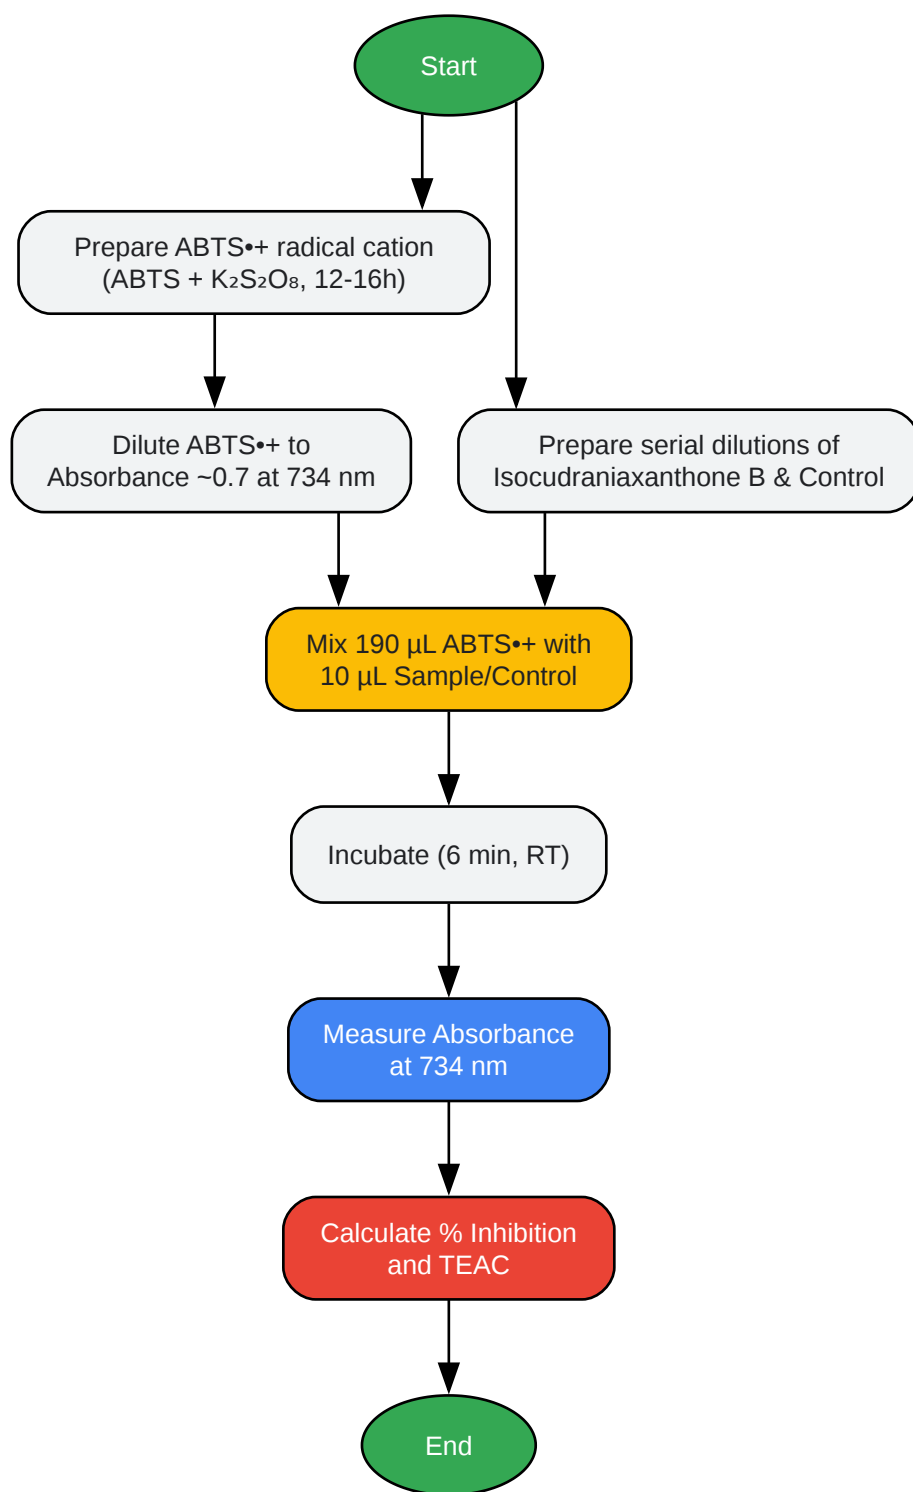 Start
Prepare ABTS•+ radical cation
(ABTS + K₂S₂O₈, 12-16h)
Dilute ABTS•+ to
Absorbance ~0.7 at 734 nm
Prepare serial dilutions of
Isocudraniaxanthone B & Control
Mix 190 µL ABTS•+ with
10 µL Sample/Control
Incubate (6 min, RT)
Measure Absorbance
at 734 nm
Calculate % Inhibition
and TEAC
End